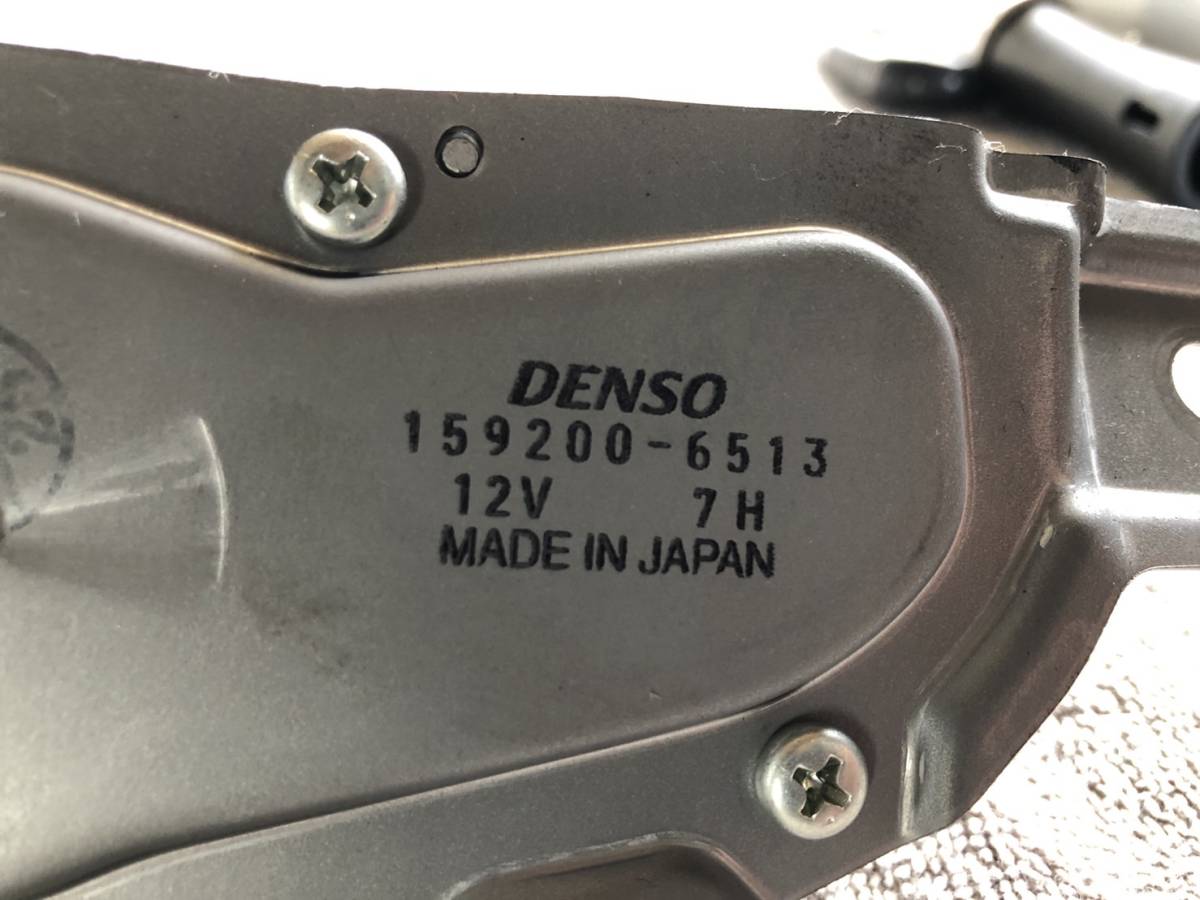 DENSO
159200-6513
12V 7H
MADE IN JAPAN